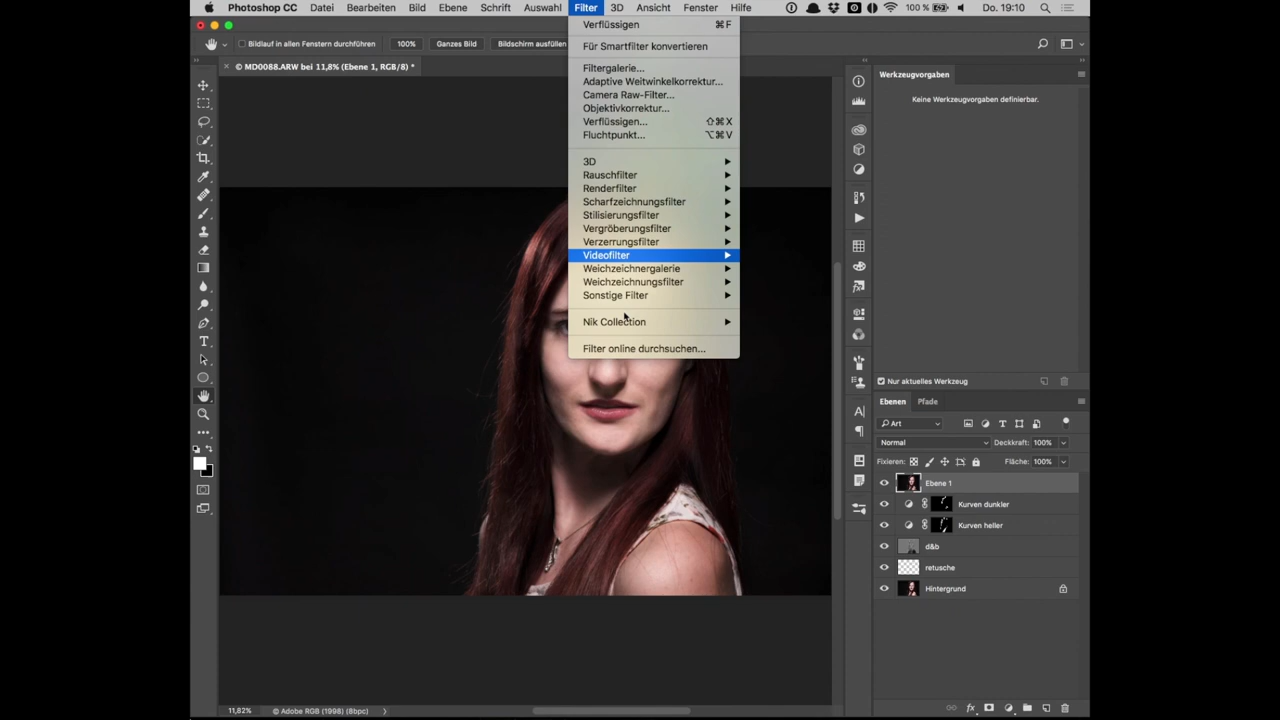 Photoshop CC Datei Bearbeiten Bild Ebene Schrift Auswahl Filter 3D Ansicht Fenster Hilfe 100 % Do. 19:10
Bildlauf in allen Fenstern durchführen 100% Ganzes Bild Bildschirm ausfüllen
© MD0088.ARW bei 11,8% (Ebene 1, RGB/8) *
Verflüssigen ⌘F
Für Smartfilter konvertieren
Filtergalerie...
Adaptive Weitwinkelkorrektur...
Camera Raw-Filter...
Objektivkorrektur...
Verflüssigen... ⇧⌘X
Fluchtpunkt... ⌥⌘V
3D
Rauschfilter
Renderfilter
Scharfzeichnungsfilter
Stilisierungsfilter
Vergröberungsfilter
Verzerrungsfilter
Videofilter
Weichzeichnergalerie
Weichzeichnungsfilter
Sonstige Filter
Nik Collection
Filter online durchsuchen...
Werkzeugvorgaben
Keine Werkzeugvorgaben definierbar.
Nur aktuelles Werkzeug
Ebenen Pfade
Art
Normal Deckkraft: 100%
Fixieren: Fläche: 100%
Ebene 1
Kurven dunkler
Kurven heller
d&b
retusche
Hintergrund
11,82% © Adobe RGB (1998) (8bpc)